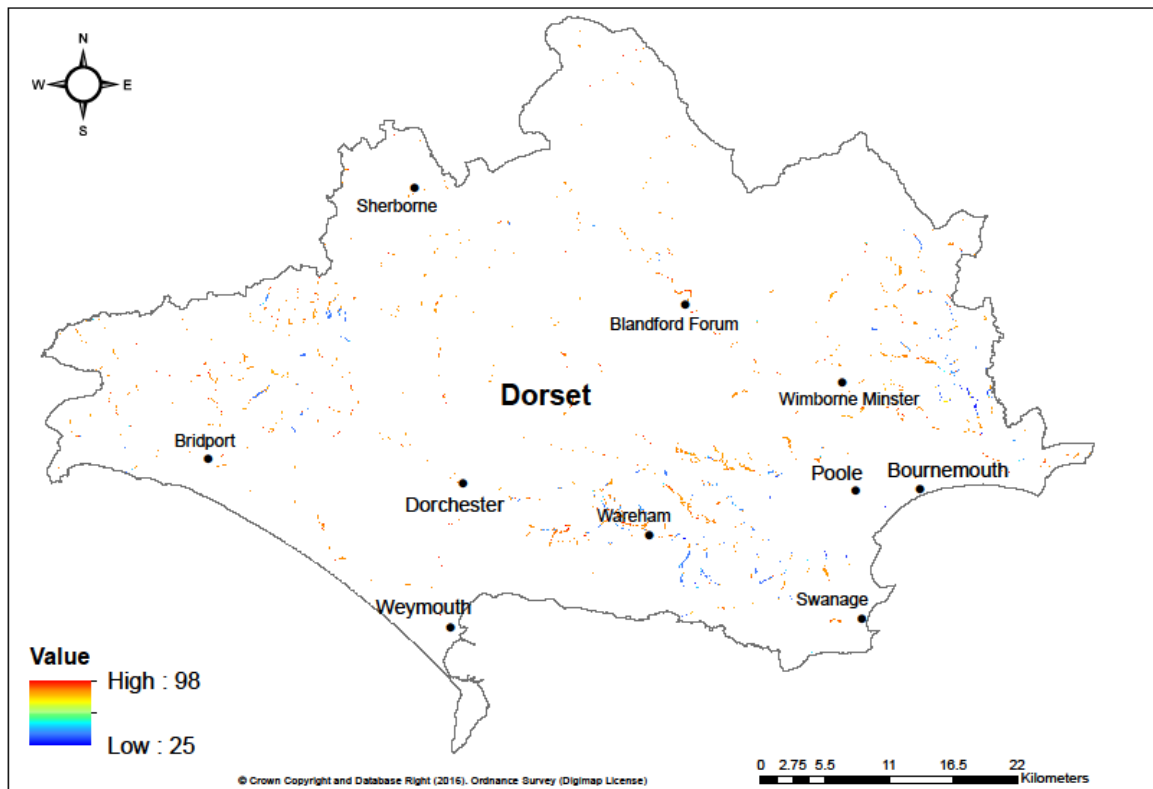 N
W E
S
Sherborne
Blandford Forum
Dorset
Wimborne Minster
Bridport
Poole
Bournemouth
Dorchester
Wareham
Swanage
Weymouth
Value
High : 98
Low : 25
0 2.75 5.5 11 16.5 22
Kilometers
© Crown Copyright and Database Right (2016). Ordnance Survey (Digimap License)